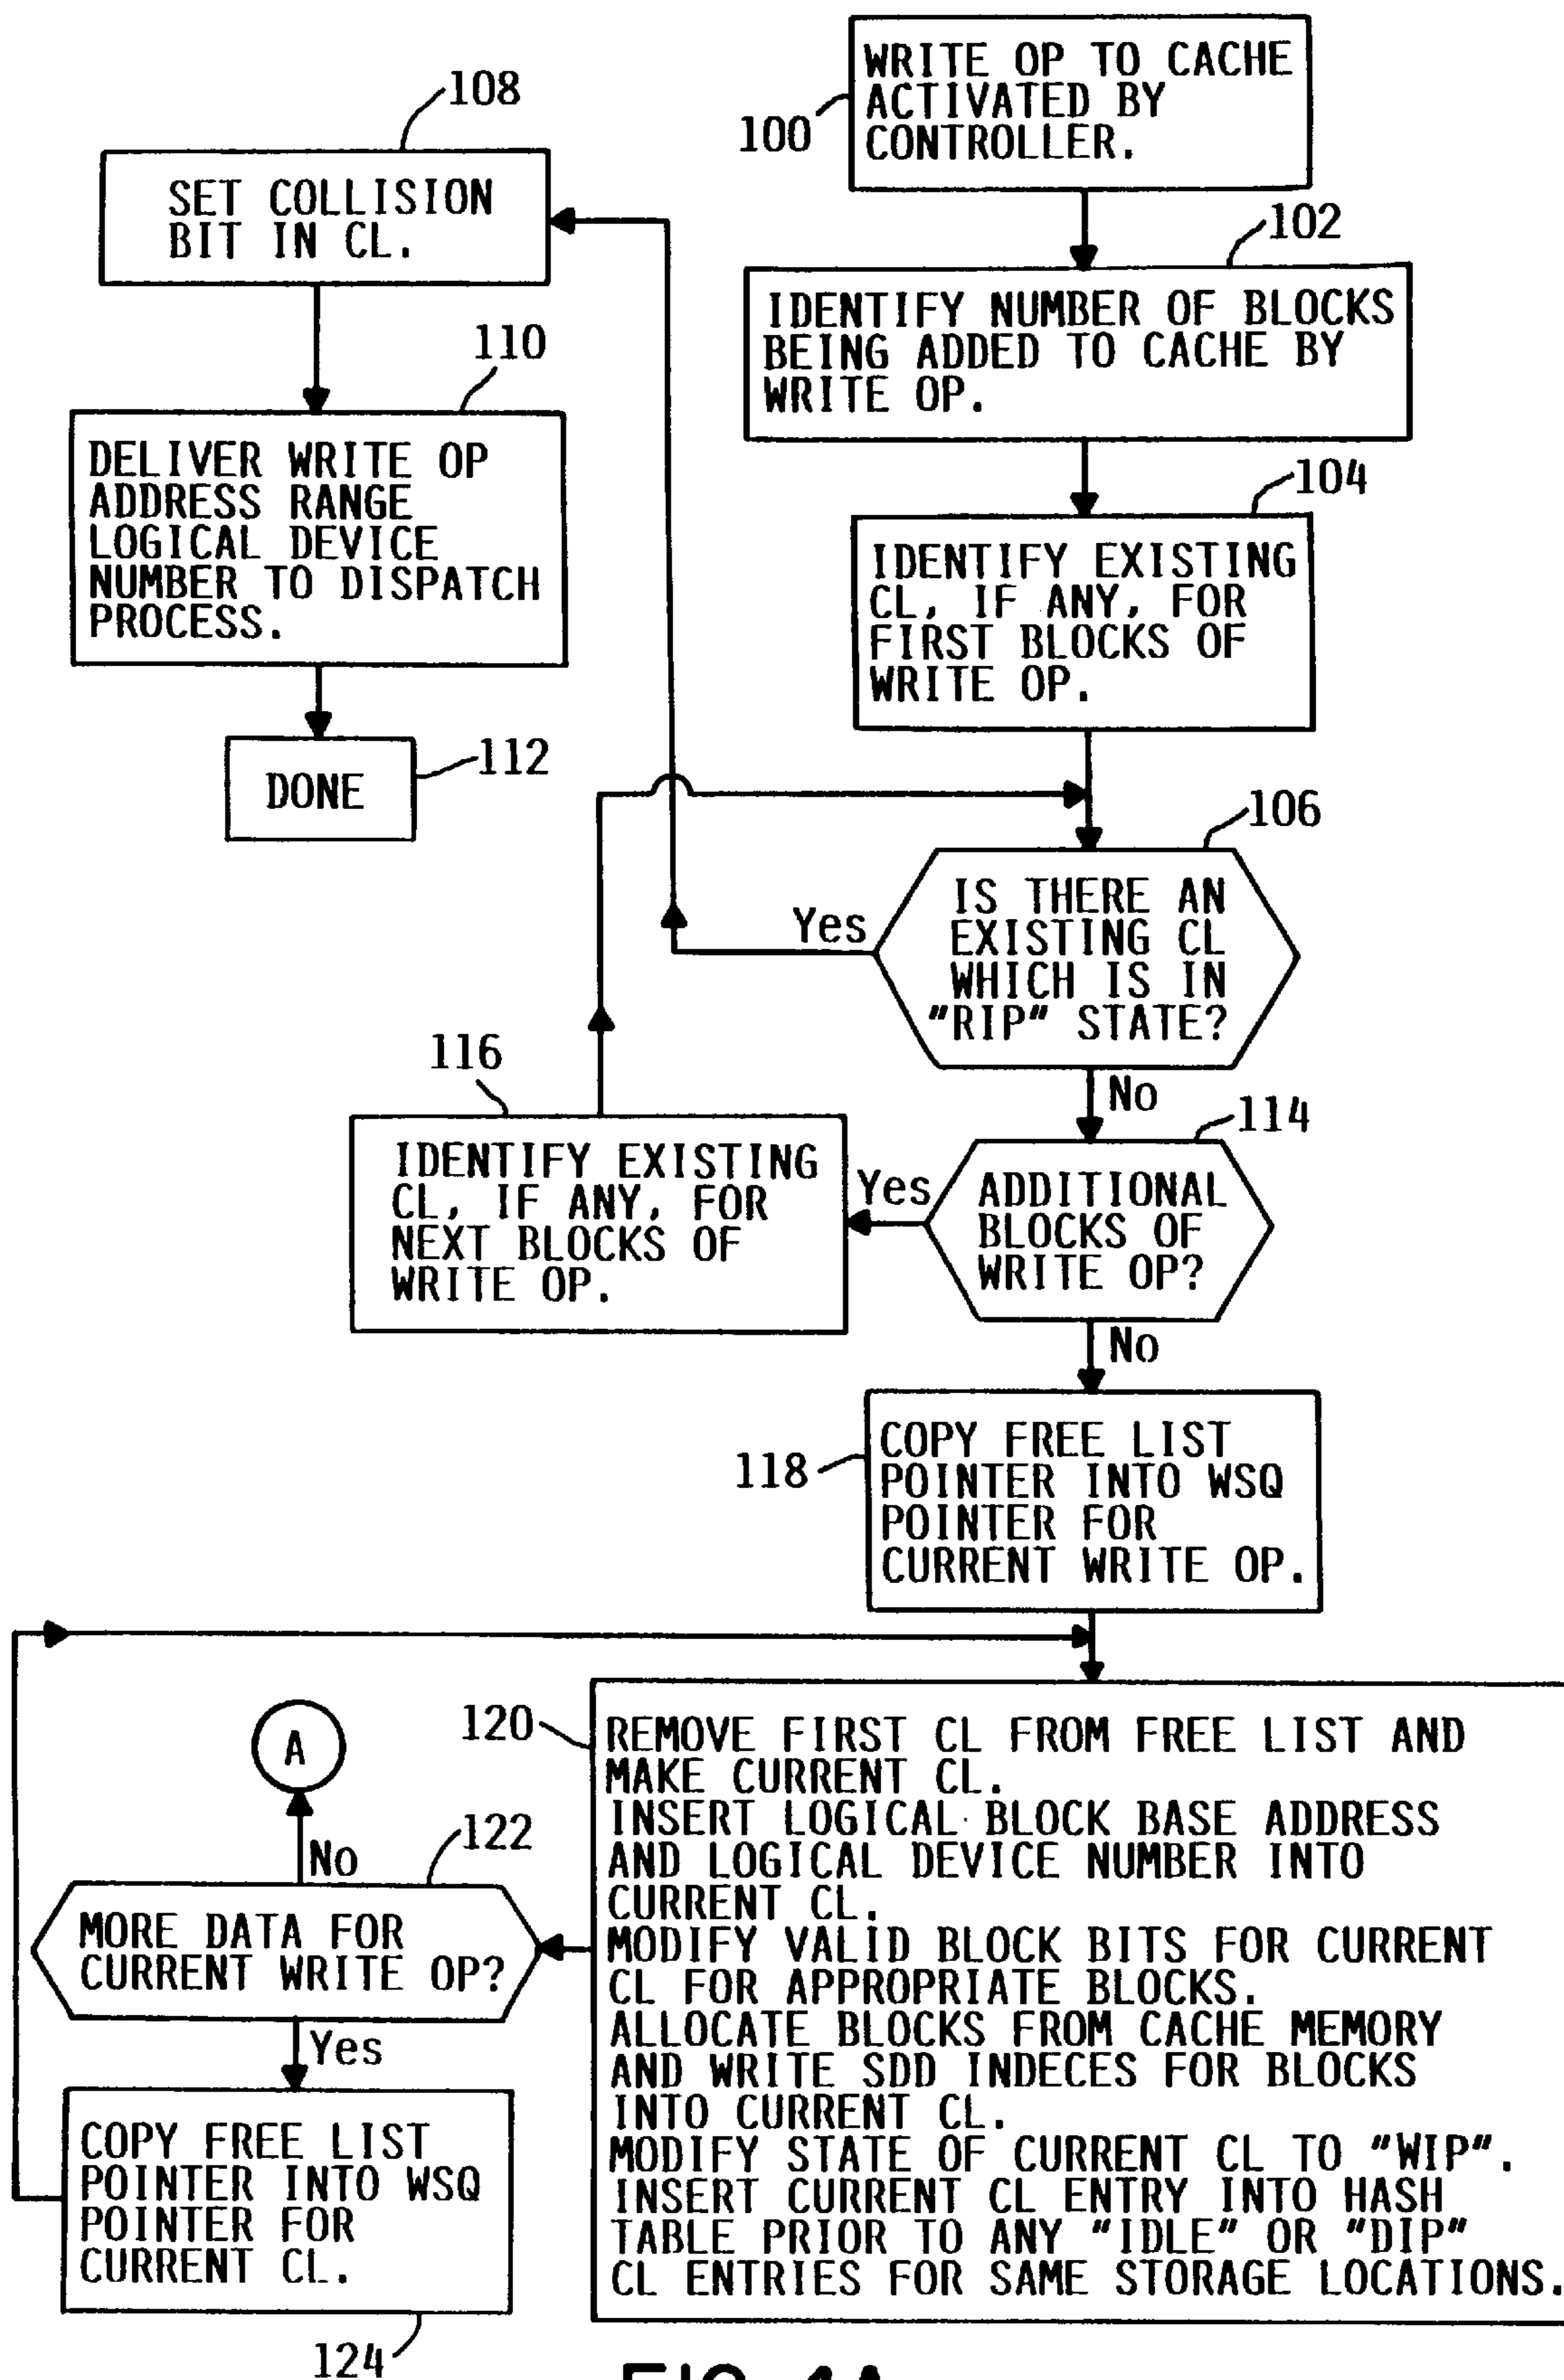 WRITE OP TO CACHE
ACTIVATED BY
CONTROLLER.
100
102
IDENTIFY NUMBER OF BLOCKS
BEING ADDED TO CACHE BY
WRITE OP.
104
IDENTIFY EXISTING
CL, IF ANY, FOR
FIRST BLOCKS OF
WRITE OP.
106
IS THERE AN
EXISTING CL
WHICH IS IN
"RIP" STATE?
Yes
No
108
SET COLLISION
BIT IN CL.
110
DELIVER WRITE OP
ADDRESS RANGE
LOGICAL DEVICE
NUMBER TO DISPATCH
PROCESS.
DONE
112
114
ADDITIONAL
BLOCKS OF
WRITE OP?
Yes
No
116
IDENTIFY EXISTING
CL, IF ANY, FOR
NEXT BLOCKS OF
WRITE OP.
118
COPY FREE LIST
POINTER INTO WSQ
POINTER FOR
CURRENT WRITE OP.
120
REMOVE FIRST CL FROM FREE LIST AND
MAKE CURRENT CL.
INSERT LOGICAL BLOCK BASE ADDRESS
AND LOGICAL DEVICE NUMBER INTO
CURRENT CL.
MODIFY VALID BLOCK BITS FOR CURRENT
CL FOR APPROPRIATE BLOCKS.
ALLOCATE BLOCKS FROM CACHE MEMORY
AND WRITE SDD INDECES FOR BLOCKS
INTO CURRENT CL.
MODIFY STATE OF CURRENT CL TO "WIP".
INSERT CURRENT CL ENTRY INTO HASH
TABLE PRIOR TO ANY "IDLE" OR "DIP"
CL ENTRIES FOR SAME STORAGE LOCATIONS.
A
No
122
MORE DATA FOR
CURRENT WRITE OP?
Yes
COPY FREE LIST
POINTER INTO WSQ
POINTER FOR
CURRENT CL.
124
FIG. 4A